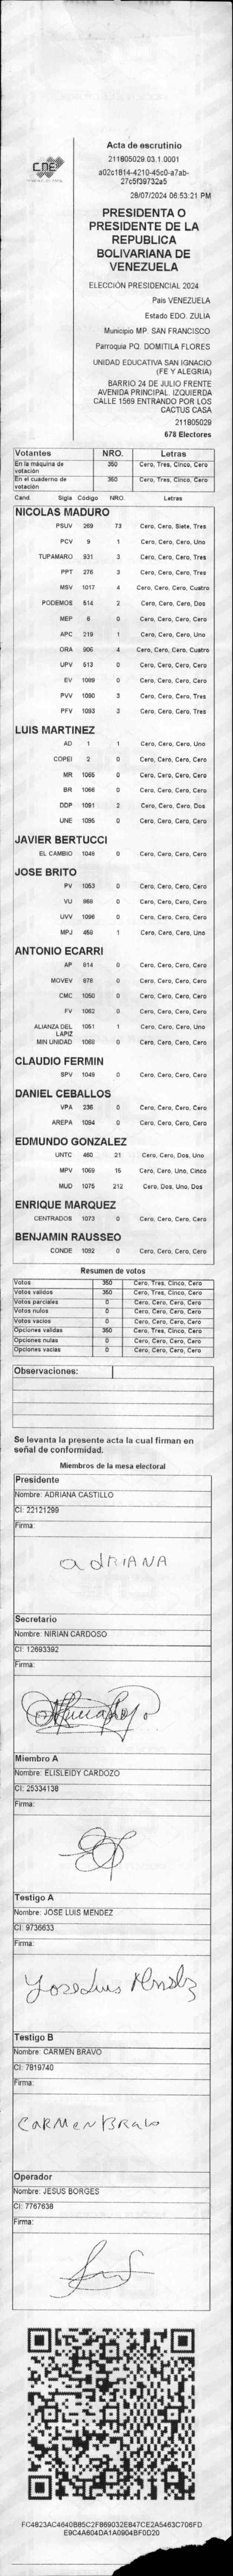 CNE
Acta de escrutinio
211805029.03.1.0001
a02c1814-4210-45c0-a7ab-
27c5f39732a5
28/07/2024 06:53:21 PM
PRESIDENTA O
PRESIDENTE DE LA
REPUBLICA
BOLIVARIANA DE
VENEZUELA
ELECCIÓN PRESIDENCIAL 2024
País VENEZUELA
Estado EDO. ZULIA
Municipio MP. SAN FRANCISCO
Parroquia PQ. DOMITILA FLORES
UNIDAD EDUCATIVA SAN IGNACIO
(FE Y ALEGRIA)
BARRIO 24 DE JULIO FRENTE
AVENIDA PRINCIPAL. IZQUIERDA
CALLE 1569 ENTRANDO POR LOS
CACTUS CASA
211805029
678 Electores
Votantes NRO. Letras
En la máquina de votación 350 Cero, Tres, Cinco, Cero
En el cuaderno de votación 350 Cero, Tres, Cinco, Cero
Cand. Sigla Código NRO. Letras
NICOLAS MADURO
PSUV 269 73 Cero, Cero, Siete, Tres
PCV 9 1 Cero, Cero, Cero, Uno
TUPAMARO 931 3 Cero, Cero, Cero, Tres
PPT 276 3 Cero, Cero, Cero, Tres
MSV 1017 4 Cero, Cero, Cero, Cuatro
PODEMOS 514 2 Cero, Cero, Cero, Dos
MEP 6 0 Cero, Cero, Cero, Cero
APC 219 1 Cero, Cero, Cero, Uno
ORA 906 4 Cero, Cero, Cero, Cuatro
UPV 513 0 Cero, Cero, Cero, Cero
EV 1089 0 Cero, Cero, Cero, Cero
PVV 1090 3 Cero, Cero, Cero, Tres
PFV 1093 3 Cero, Cero, Cero, Tres
LUIS MARTINEZ
AD 1 1 Cero, Cero, Cero, Uno
COPEI 2 0 Cero, Cero, Cero, Cero
MR 1065 0 Cero, Cero, Cero, Cero
BR 1066 0 Cero, Cero, Cero, Cero
DDP 1091 2 Cero, Cero, Cero, Dos
UNE 1095 0 Cero, Cero, Cero, Cero
JAVIER BERTUCCI
EL CAMBIO 1048 0 Cero, Cero, Cero, Cero
JOSE BRITO
PV 1053 0 Cero, Cero, Cero, Cero
VU 868 0 Cero, Cero, Cero, Cero
UVV 1096 0 Cero, Cero, Cero, Cero
MPJ 459 1 Cero, Cero, Cero, Uno
ANTONIO ECARRI
AP 814 0 Cero, Cero, Cero, Cero
MOVEV 878 0 Cero, Cero, Cero, Cero
CMC 1050 0 Cero, Cero, Cero, Cero
FV 1062 0 Cero, Cero, Cero, Cero
ALIANZA DEL LAPIZ 1051 1 Cero, Cero, Cero, Uno
MIN UNIDAD 1068 0 Cero, Cero, Cero, Cero
CLAUDIO FERMIN
SPV 1049 0 Cero, Cero, Cero, Cero
DANIEL CEBALLOS
VPA 236 0 Cero, Cero, Cero, Cero
AREPA 1094 0 Cero, Cero, Cero, Cero
EDMUNDO GONZALEZ
UNTC 460 21 Cero, Cero, Dos, Uno
MPV 1069 15 Cero, Cero, Uno, Cinco
MUD 1075 212 Cero, Dos, Uno, Dos
ENRIQUE MARQUEZ
CENTRADOS 1073 0 Cero, Cero, Cero, Cero
BENJAMIN RAUSSEO
CONDE 1092 0 Cero, Cero, Cero, Cero
Resumen de votos
Votos 350 Cero, Tres, Cinco, Cero
Votos validos 350 Cero, Tres, Cinco, Cero
Votos parciales 0 Cero, Cero, Cero, Cero
Votos nulos 0 Cero, Cero, Cero, Cero
Votos vacios 0 Cero, Cero, Cero, Cero
Opciones validas 350 Cero, Tres, Cinco, Cero
Opciones nulas 0 Cero, Cero, Cero, Cero
Opciones vacias 0 Cero, Cero, Cero, Cero
Observaciones:
Se levanta la presente acta la cual firman en
señal de conformidad.
Miembros de la mesa electoral
Presidente
Nombre: ADRIANA CASTILLO
CI: 22121299
Firma:
adRIANA
Secretario
Nombre: NIRIAN CARDOSO
CI: 12693392
Firma:
Miembro A
Nombre: ELISLEIDY CARDOZO
CI: 25334138
Firma:
Testigo A
Nombre: JOSE LUIS MENDEZ
CI: 9736633
Firma:
Testigo B
Nombre: CARMEN BRAVO
CI: 7819740
Firma:
CARMEN BRAVO
Operador
Nombre: JESUS BORGES
CI: 7767638
Firma:
FC4823AC4640B85C2F869032E847CE2A5463C706FD
E9C4A604DA1A0904BF0D20